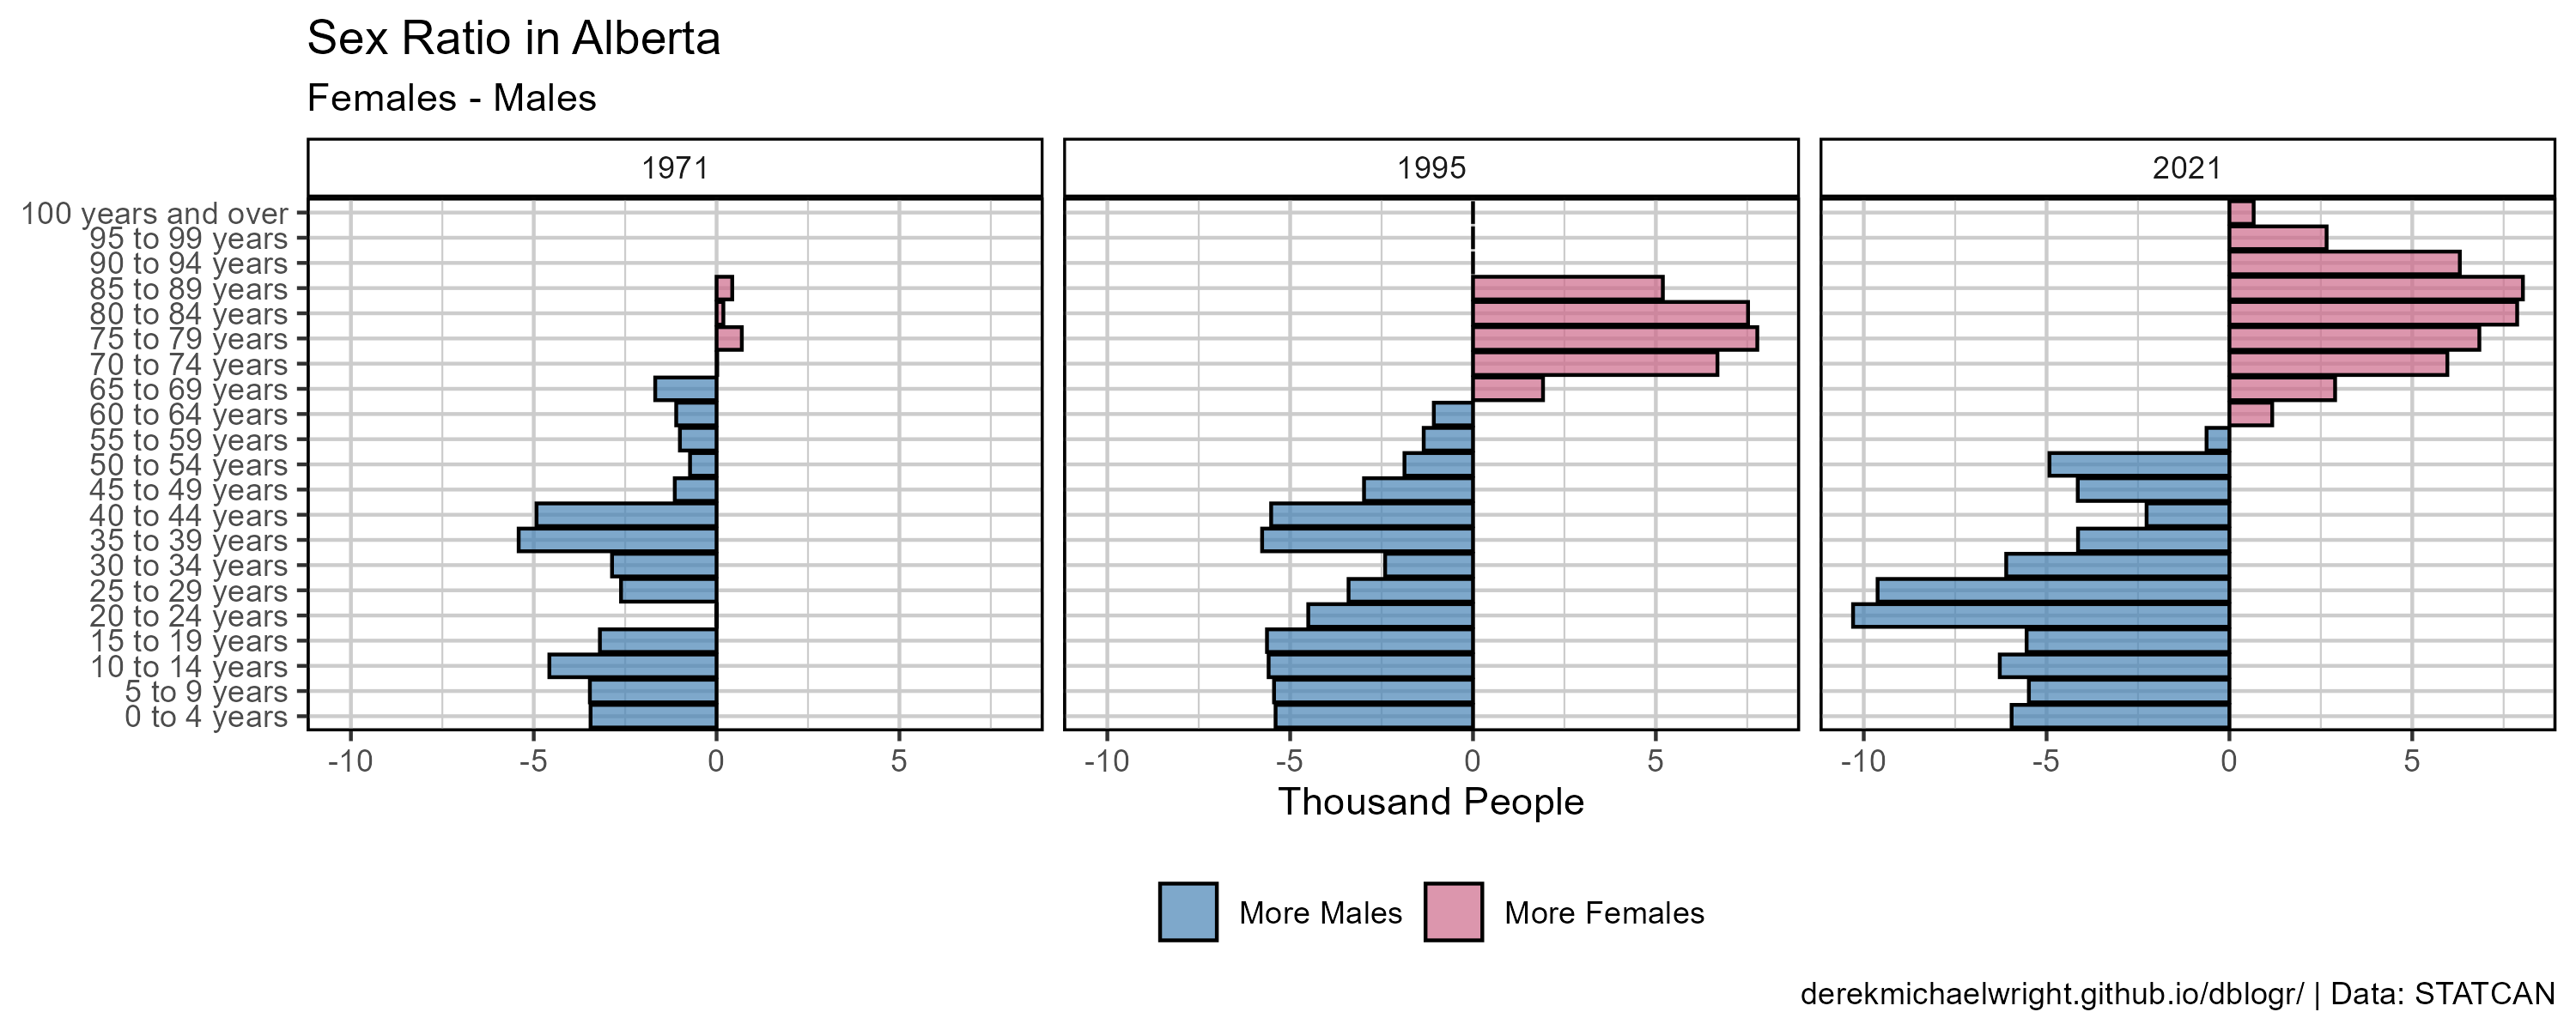 Sex Ratio in Alberta
Females - Males
1971
1995
2021
100 years and over
95 to 99 years
90 to 94 years
85 to 89 years
80 to 84 years
75 to 79 years
70 to 74 years
65 to 69 years
60 to 64 years
55 to 59 years
50 to 54 years
45 to 49 years
40 to 44 years
35 to 39 years
30 to 34 years
25 to 29 years
20 to 24 years
15 to 19 years
10 to 14 years
5 to 9 years
0 to 4 years
-10 -5 0 5
-10 -5 0 5
-10 -5 0 5
Thousand People
More Males
More Females
derekmichaelwright.github.io/dblogr/ | Data: STATCAN